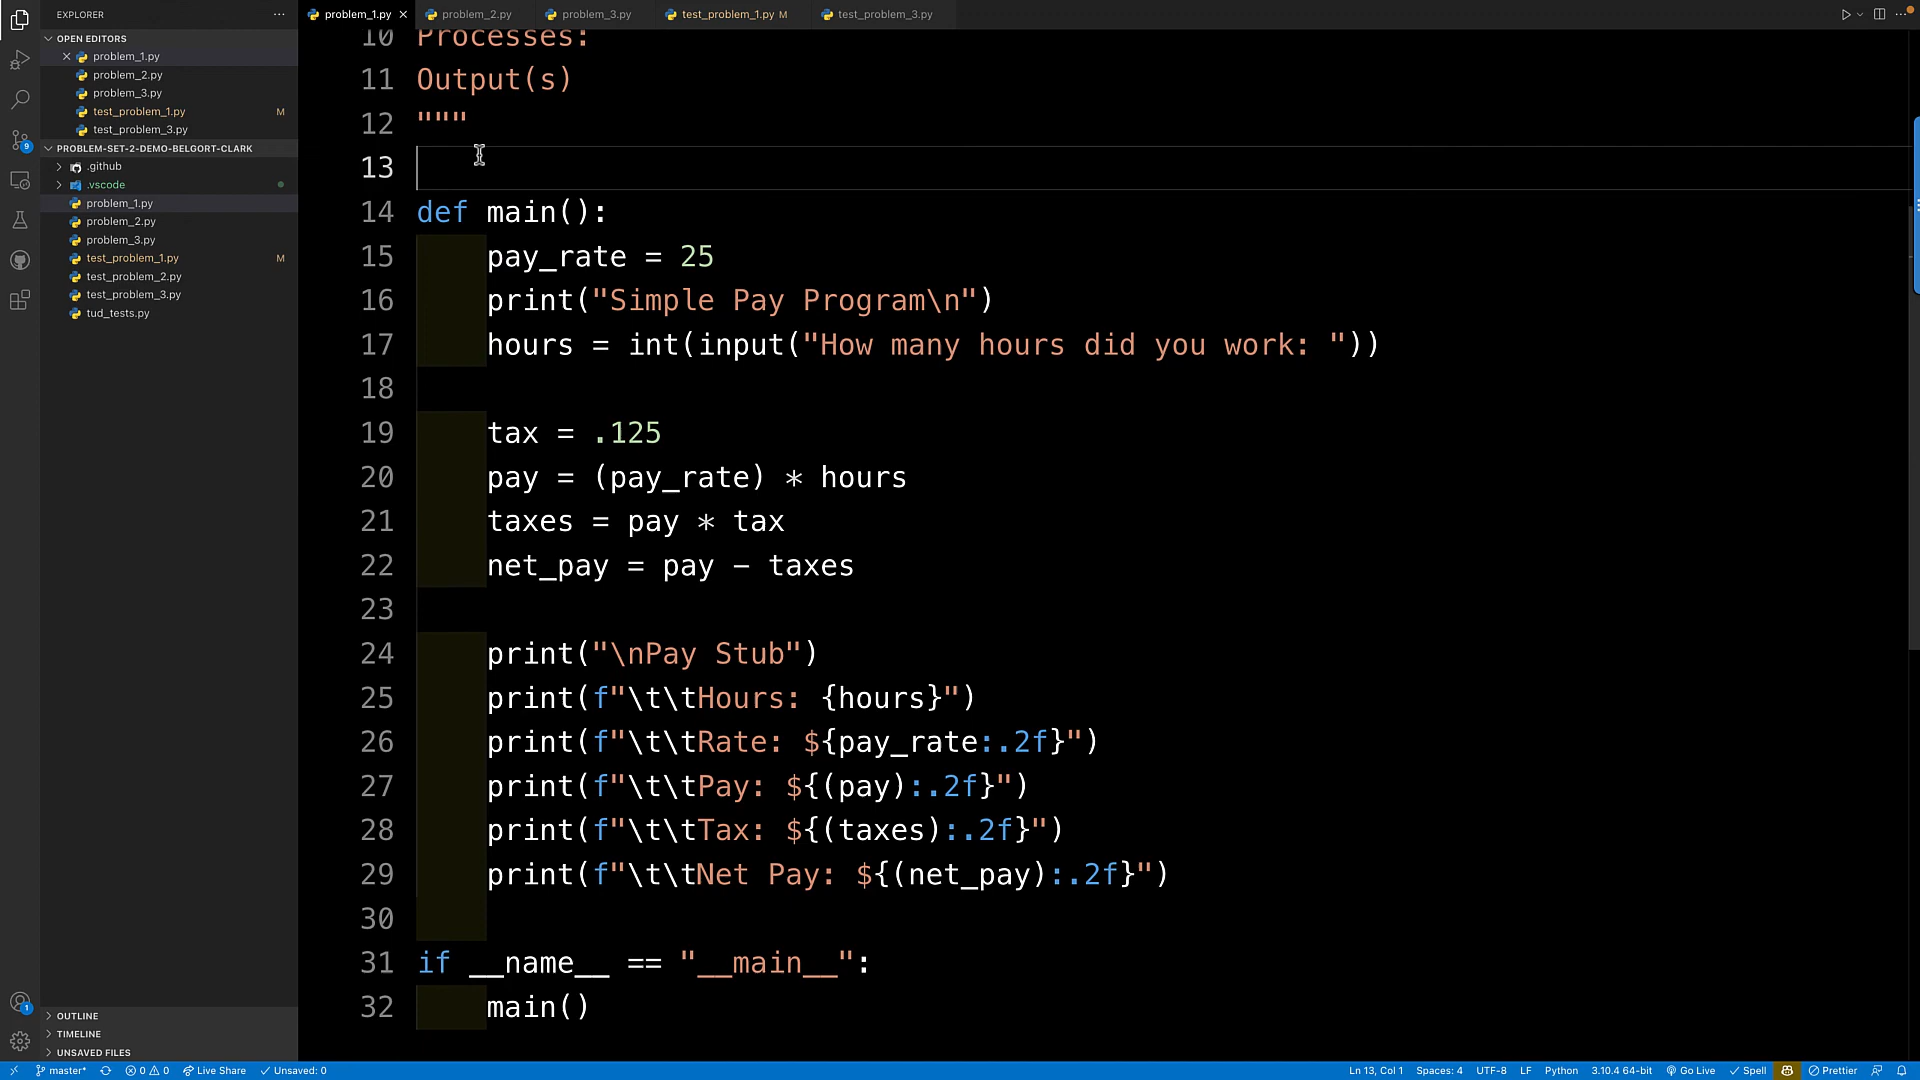 EXPLORER
OPEN EDITORS
problem_1.py
problem_2.py
problem_3.py
test_problem_1.py M
test_problem_3.py
PROBLEM-SET-2-DEMO-BELGORT-CLARK
.github
.vscode
problem_1.py
problem_2.py
problem_3.py
test_problem_1.py M
test_problem_2.py
test_problem_3.py
tud_tests.py
OUTLINE
TIMELINE
UNSAVED FILES
9
1
problem_1.py problem_2.py problem_3.py test_problem_1.py M test_problem_3.py
10 Processes:
11 Output(s)
12 """
13
14 def main():
15 pay_rate = 25
16 print("Simple Pay Program\n")
17 hours = int(input("How many hours did you work: "))
18
19 tax = .125
20 pay = (pay_rate) * hours
21 taxes = pay * tax
22 net_pay = pay - taxes
23
24 print("\nPay Stub")
25 print(f"\t\tHours: {hours}")
26 print(f"\t\tRate: ${pay_rate:.2f}")
27 print(f"\t\tPay: ${(pay):.2f}")
28 print(f"\t\tTax: ${(taxes):.2f}")
29 print(f"\t\tNet Pay: ${(net_pay):.2f}")
30
31 if __name__ == "__main__":
32 main()
master* 0 0 Live Share Unsaved: 0 Ln 13, Col 1 Spaces: 4 UTF-8 LF Python 3.10.4 64-bit Go Live Spell Prettier